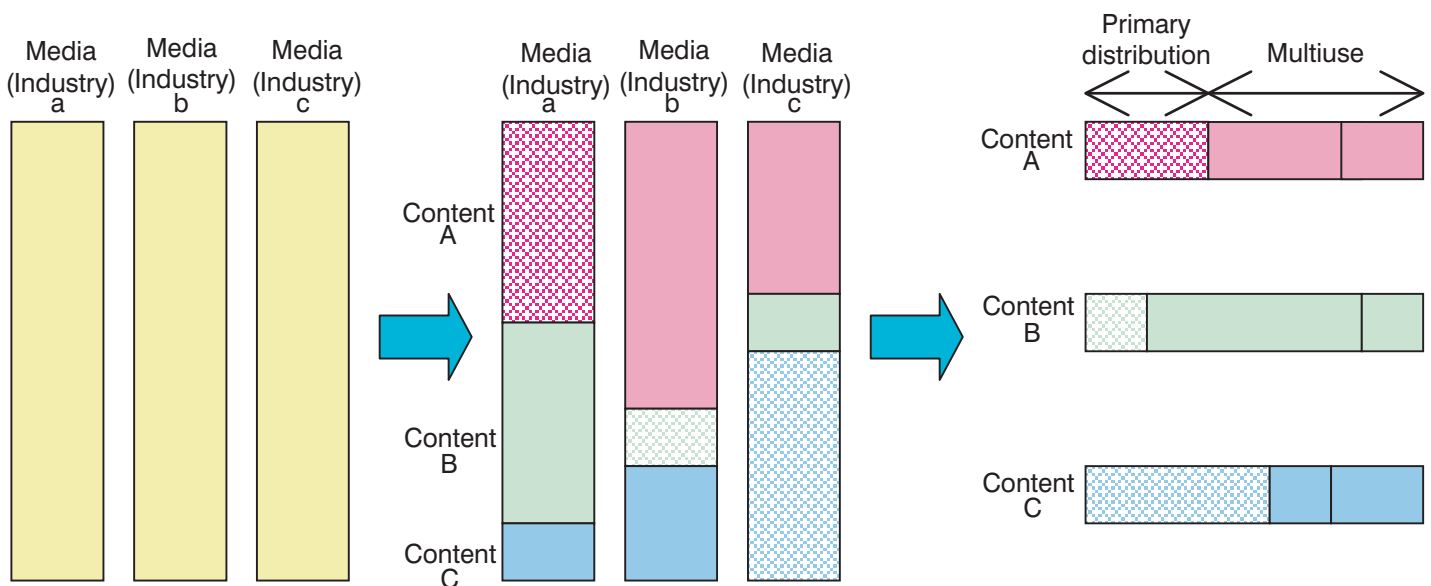 Media
(Industry)
a
Media
(Industry)
b
Media
(Industry)
c
Media
(Industry)
a
Media
(Industry)
b
Media
(Industry)
c
Content
A
Content
B
Content
C
Primary
distribution
Multiuse
Content
A
Content
B
Content
C